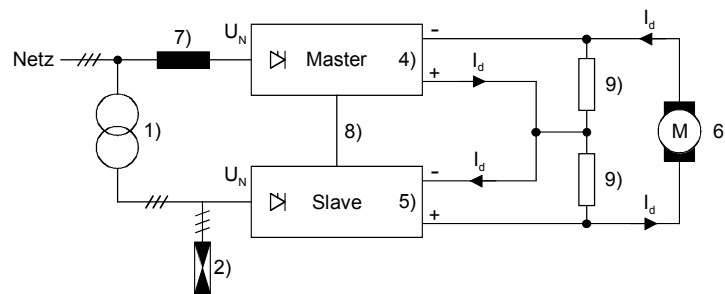 7)
U_N
-
I_d
Netz
Master
4)
+
I_d
9)
1)
8)
M
6
U_N
-
I_d
9)
Slave
5)
+
I_d
2)